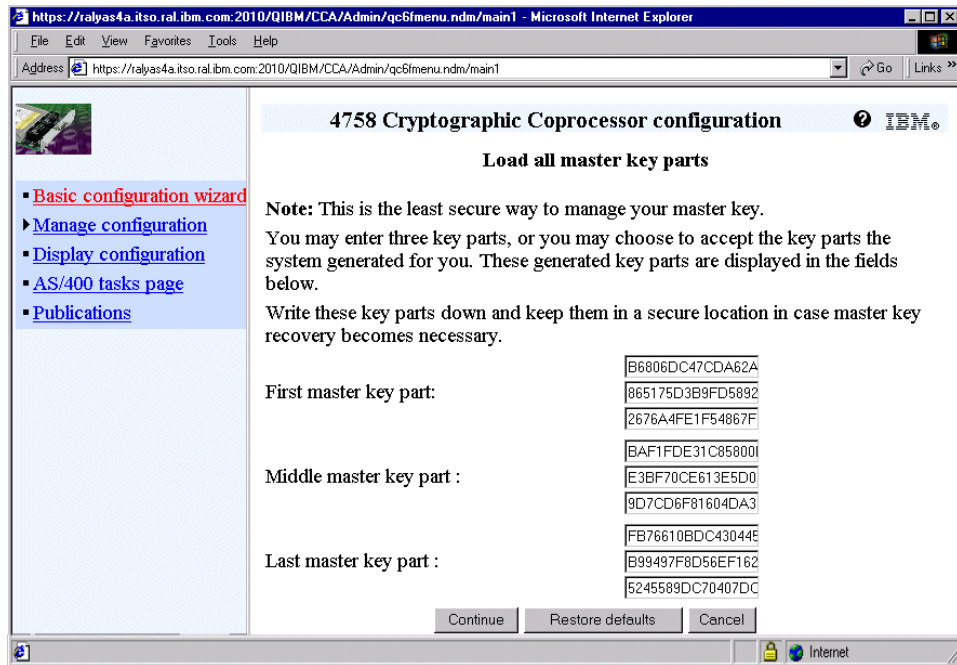 https://ralyas4a.itso.ral.ibm.com:2010/QIBM/CCA/Admin/qc6fmenu.ndm/main1 - Microsoft Internet Explorer
File Edit View Favorites Tools Help
Address https://ralyas4a.itso.ral.ibm.com:2010/QIBM/CCA/Admin/qc6fmenu.ndm/main1 Go Links »
4758 Cryptographic Coprocessor configuration ? IBM®
Load all master key parts
Basic configuration wizard
Manage configuration
Display configuration
AS/400 tasks page
Publications
Note: This is the least secure way to manage your master key.
You may enter three key parts, or you may choose to accept the key parts the
system generated for you. These generated key parts are displayed in the fields
below.
Write these key parts down and keep them in a secure location in case master key
recovery becomes necessary.
First master key part:
B6806DC47CDA62A
865175D3B9FD5892
2676A4FE1F54867F
Middle master key part :
BAF1FDE31C85800
E3BF70CE613E5D0
9D7CD6F81604DA3
Last master key part :
FB76610BDC430445
B99497F8D56EF162
5245589DC70407DC
Continue Restore defaults Cancel
Internet